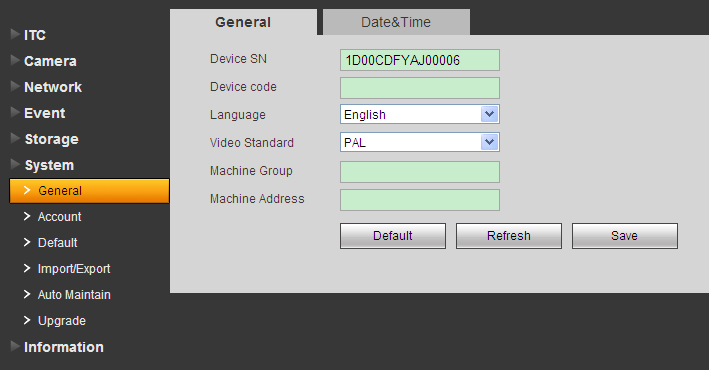 General Date&Time
ITC
Camera
Network
Event
Storage
System
General
Account
Default
Import/Export
Auto Maintain
Upgrade
Information
Device SN 1D00CDFYAJ00006
Device code
Language English
Video Standard PAL
Machine Group
Machine Address
Default Refresh Save